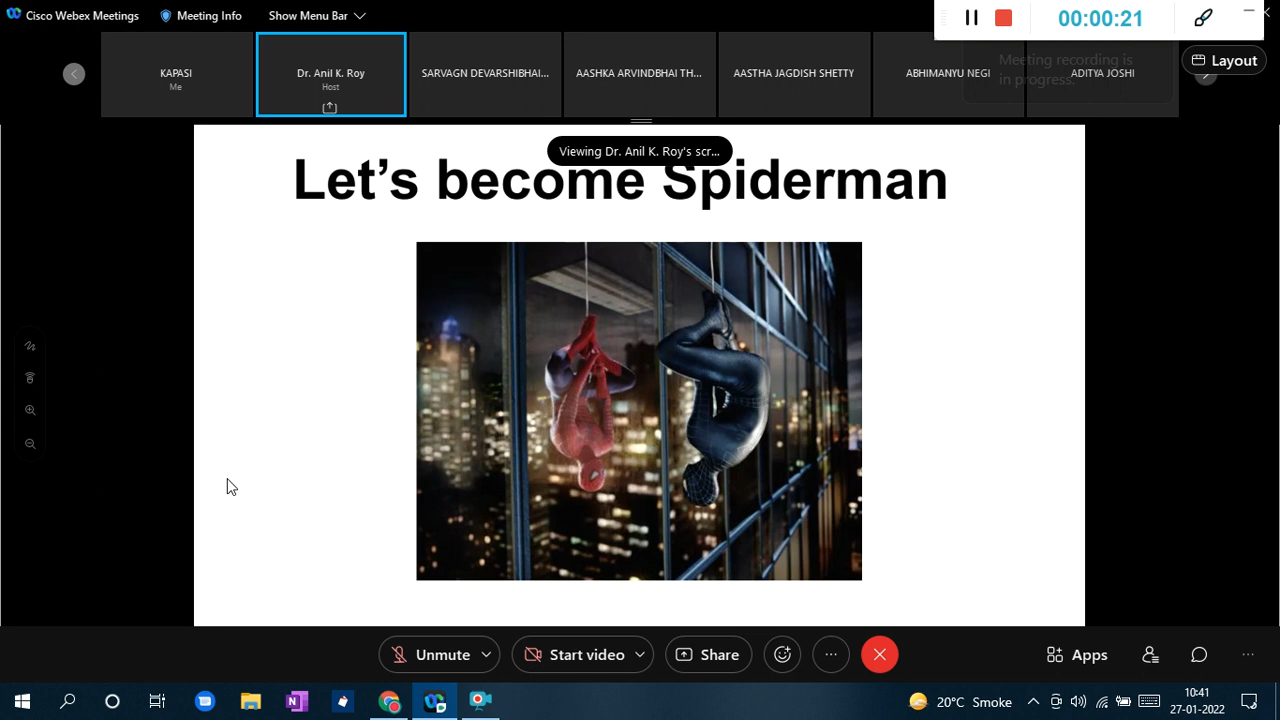 Cisco Webex Meetings
Meeting Info
Show Menu Bar
00:00:21
KAPASI
Me
Dr. Anil K. Roy
Host
SARVAGN DEVARSHIBHAI...
AASHKA ARVINDBHAI TH...
AASTHA JAGDISH SHETTY
ABHIMANYU NEGI
ADITYA JOSHI
Meeting recording is
in progress.
Layout
Viewing Dr. Anil K. Roy's scr...
Let’s become Spiderman
Unmute
Start video
Share
Apps
20°C Smoke
10:41
27-01-2022